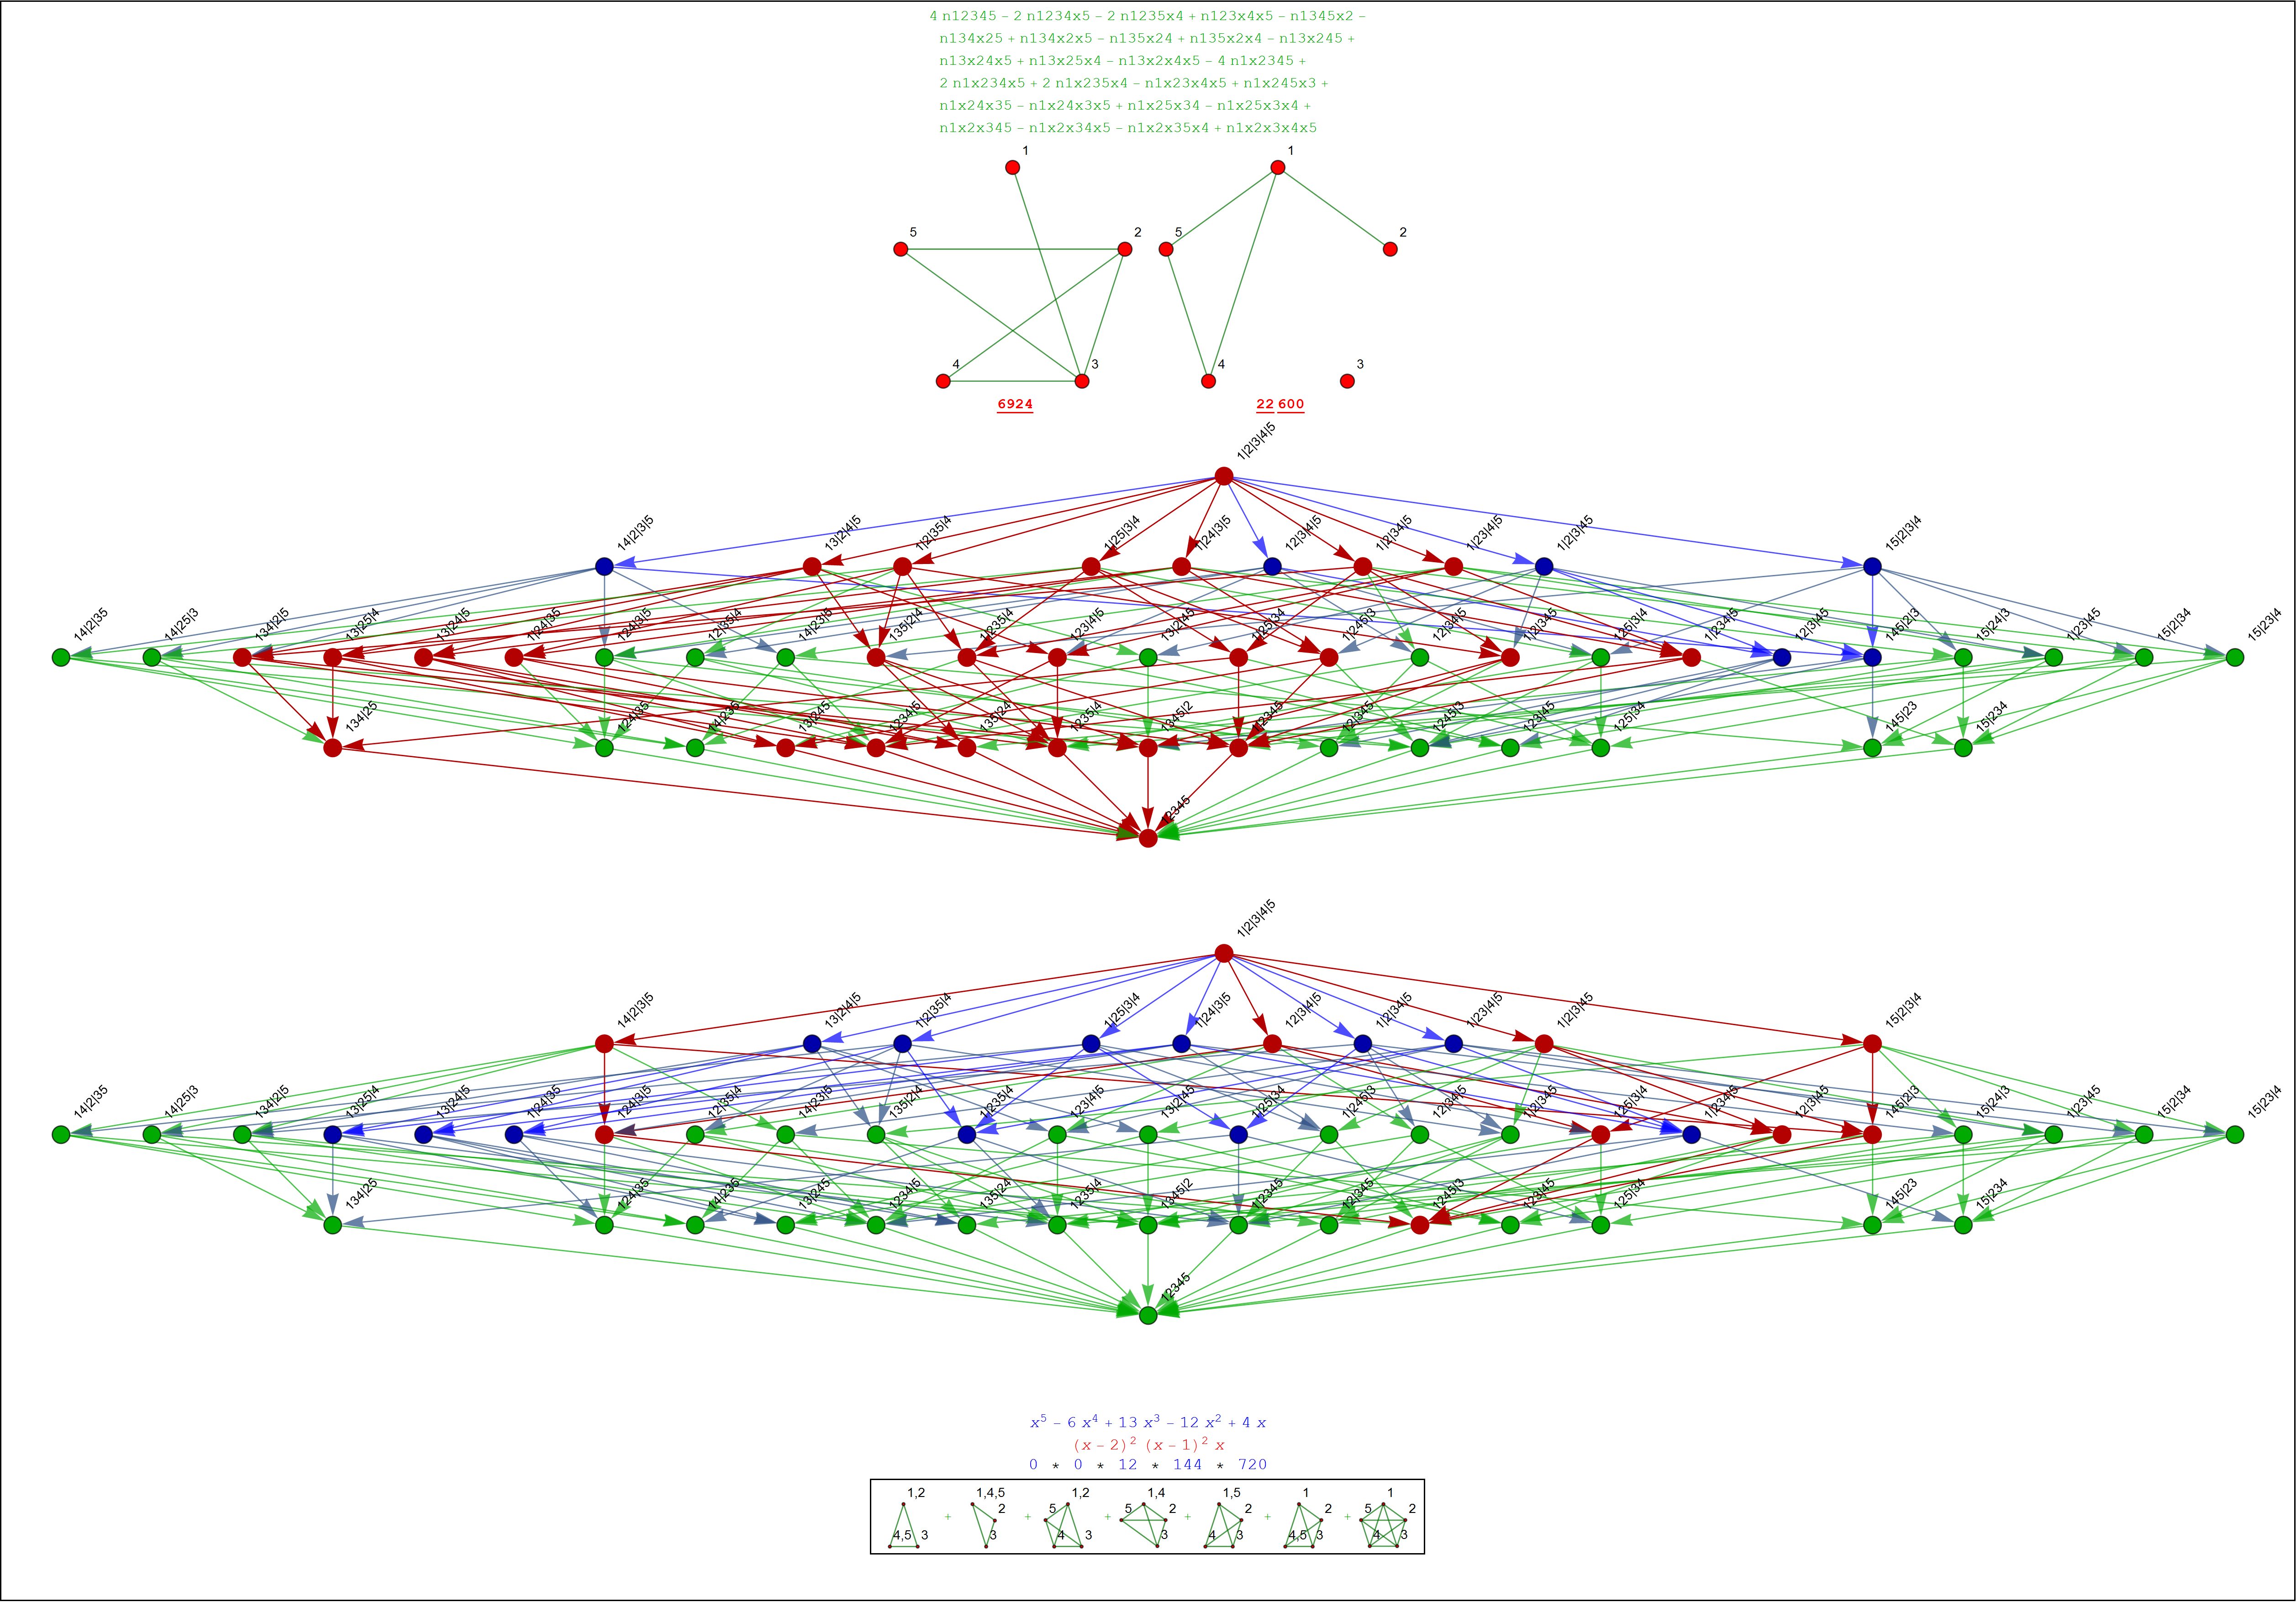 4 n12345 – 2 n1234x5 – 2 n1235x4 + n123x4x5 – n1345x2 –
n134x25 + n134x2x5 – n135x24 + n135x2x4 – n13x245 +
n13x24x5 + n13x25x4 – n13x2x4x5 – 4 n1x2345 +
2 n1x234x5 + 2 n1x235x4 – n1x23x4x5 + n1x245x3 +
n1x24x35 – n1x24x3x5 + n1x25x34 – n1x25x3x4 +
n1x2x345 – n1x2x34x5 – n1x2x35x4 + n1x2x3x4x5
1 1
5 2 5 2
4 3 4 3
6924 22 600
1|2|3|4|5
14|2|3|5 13|2|4|5 1|2|35|4 1|25|3|4 1|24|3|5 12|3|4|5 1|2|34|5 1|23|4|5 1|2|3|45 15|2|3|4
14|2|35 14|25|3 134|2|5 13|25|4 13|24|5 1|24|35 124|3|5 12|35|4 14|23|5 135|2|4 1|235|4 123|4|5 13|2|45 1|25|34 1|245|3 12|34|5 1|2|345 125|3|4 1|234|5 12|3|45 145|2|3 15|24|3 1|23|45 15|2|34 15|23|4
134|25 124|35 14|235 13|245 1234|5 135|24 1235|4 1345|2 1|2345 12|345 1245|3 123|45 125|34 145|23 15|234
12345
1|2|3|4|5
14|2|3|5 13|2|4|5 1|2|35|4 1|25|3|4 1|24|3|5 12|3|4|5 1|2|34|5 1|23|4|5 1|2|3|45 15|2|3|4
14|2|35 14|25|3 134|2|5 13|25|4 13|24|5 1|24|35 124|3|5 12|35|4 14|23|5 135|2|4 1|235|4 123|4|5 13|2|45 1|25|34 1|245|3 12|34|5 1|2|345 125|3|4 1|234|5 12|3|45 145|2|3 15|24|3 1|23|45 15|2|34 15|23|4
134|25 124|35 14|235 13|245 1234|5 135|24 1235|4 1345|2 1|2345 12|345 1245|3 123|45 125|34 145|23 15|234
12345
x⁵ – 6 x⁴ + 13 x³ – 12 x² + 4 x
(x – 2)² (x – 1)² x
0 * 0 * 12 * 144 * 720
1,2 1,4,5 1,2 1,4 1,5 1 1
2 5 5 2 2 2 5 2
+ + + + + +
4,5 3 3 4 3 3 4 3 4,5 3 4 3